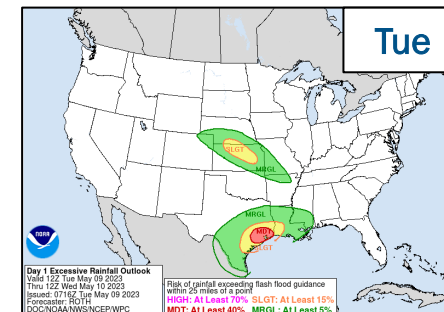 Tue
SLGT
MRGL
MRGL
MDT
SLGT
NOAA
Day 1 Excessive Rainfall Outlook
Valid 12Z Tue May 09 2023
Thru 12Z Wed May 10 2023
Issued: 0716Z Tue May 09 2023
Forecaster: ROTH
DOC/NOAA/NWS/NCEP/WPC
Risk of rainfall exceeding flash flood guidance
within 25 miles of a point
HIGH: At Least 70% SLGT: At Least 15%
MDT: At Least 40% MRGL: At Least 5%